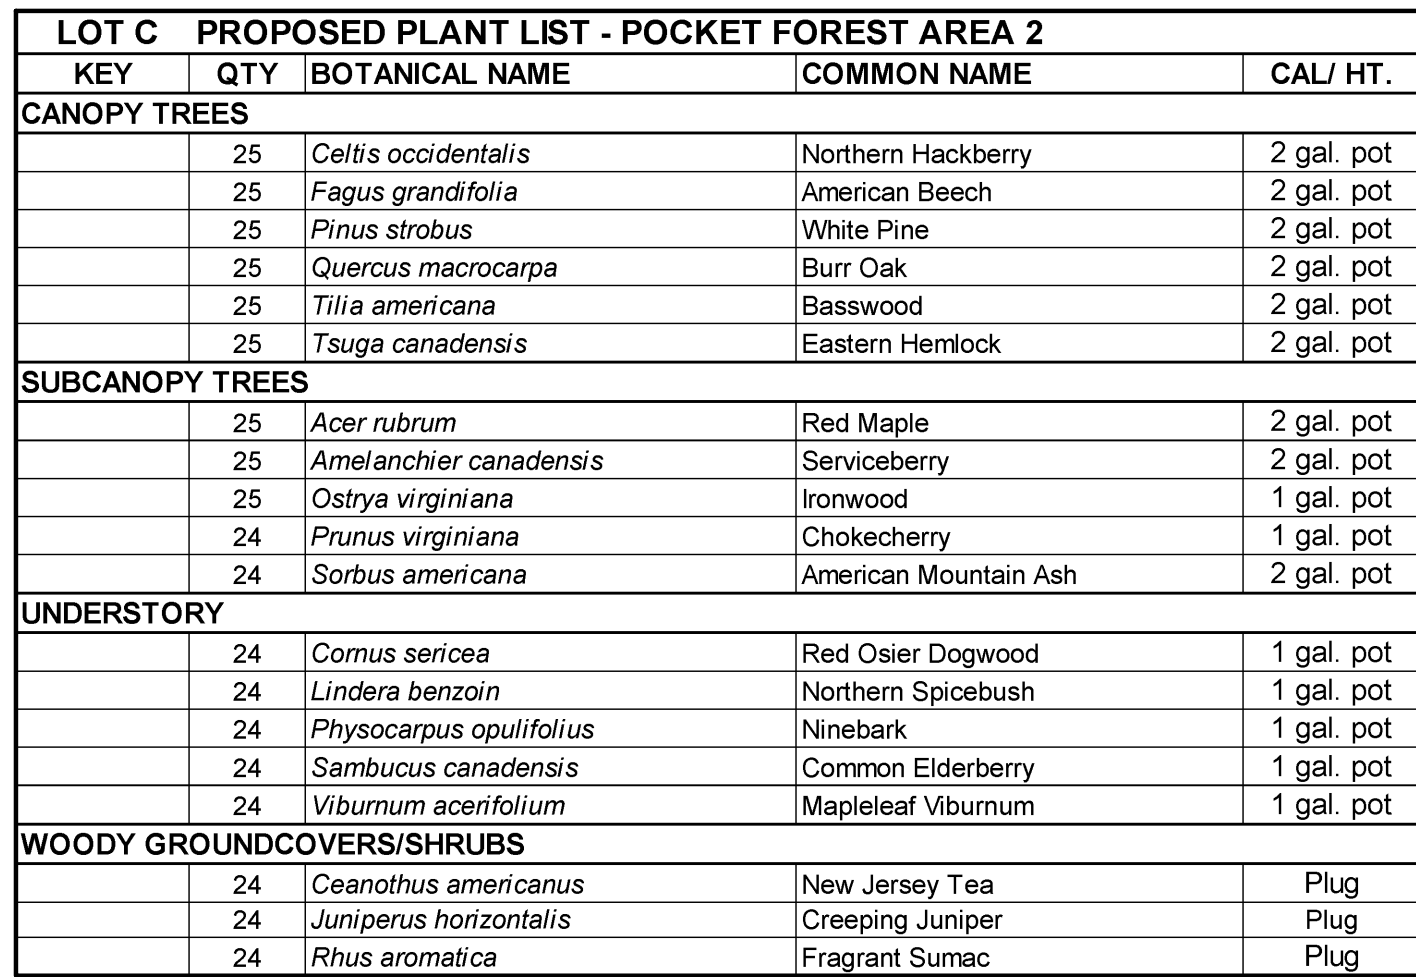 LOT C PROPOSED PLANT LIST - POCKET FOREST AREA 2
KEY QTY BOTANICAL NAME COMMON NAME CAL/ HT.
CANOPY TREES
25 Celtis occidentalis Northern Hackberry 2 gal. pot
25 Fagus grandifolia American Beech 2 gal. pot
25 Pinus strobus White Pine 2 gal. pot
25 Quercus macrocarpa Burr Oak 2 gal. pot
25 Tilia americana Basswood 2 gal. pot
25 Tsuga canadensis Eastern Hemlock 2 gal. pot
SUBCANOPY TREES
25 Acer rubrum Red Maple 2 gal. pot
25 Amelanchier canadensis Serviceberry 2 gal. pot
25 Ostrya virginiana Ironwood 1 gal. pot
24 Prunus virginiana Chokecherry 1 gal. pot
24 Sorbus americana American Mountain Ash 2 gal. pot
UNDERSTORY
24 Cornus sericea Red Osier Dogwood 1 gal. pot
24 Lindera benzoin Northern Spicebush 1 gal. pot
24 Physocarpus opulifolius Ninebark 1 gal. pot
24 Sambucus canadensis Common Elderberry 1 gal. pot
24 Viburnum acerifolium Mapleleaf Viburnum 1 gal. pot
WOODY GROUNDCOVERS/SHRUBS
24 Ceanothus americanus New Jersey Tea Plug
24 Juniperus horizontalis Creeping Juniper Plug
24 Rhus aromatica Fragrant Sumac Plug